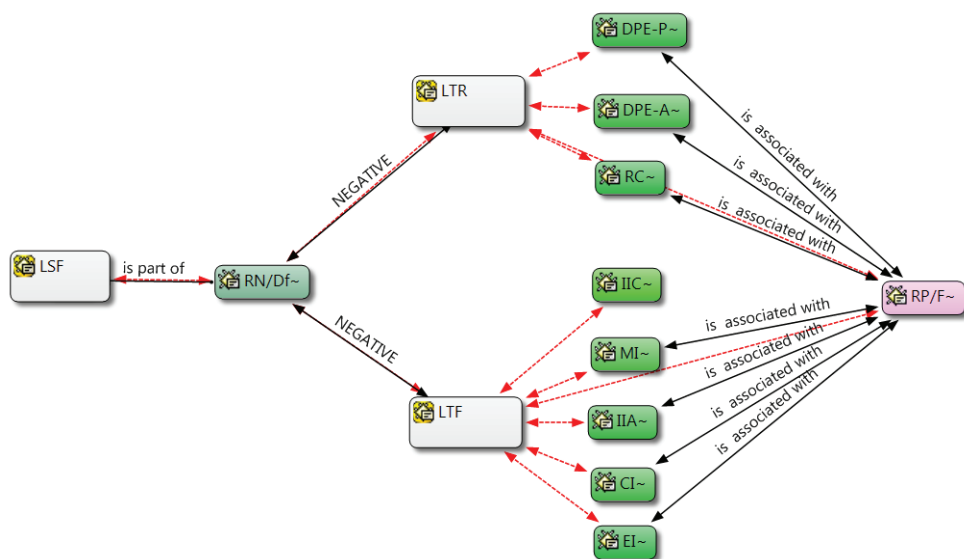 DPE-P~
LTR
DPE-A~
is associated with
NEGATIVE
is associated with
RC~
is associated with
LSF
is part of
RN/Df~
IIC~
RP/F~
is associated with
MI~
NEGATIVE
is associated with
LTF
is associated with
IIA~
is associated with
CI~
EI~